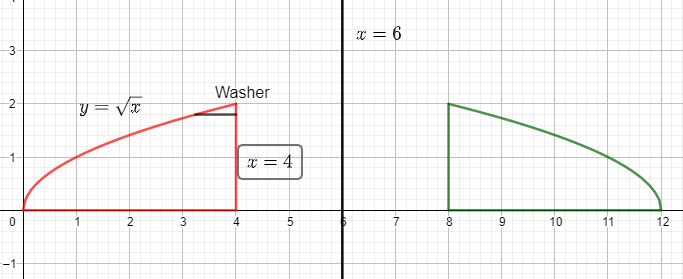 x = 6
3
Washer
2
y = √x
1
x = 4
0 1 2 3 4 5 6 7 8 9 10 11 12
−1